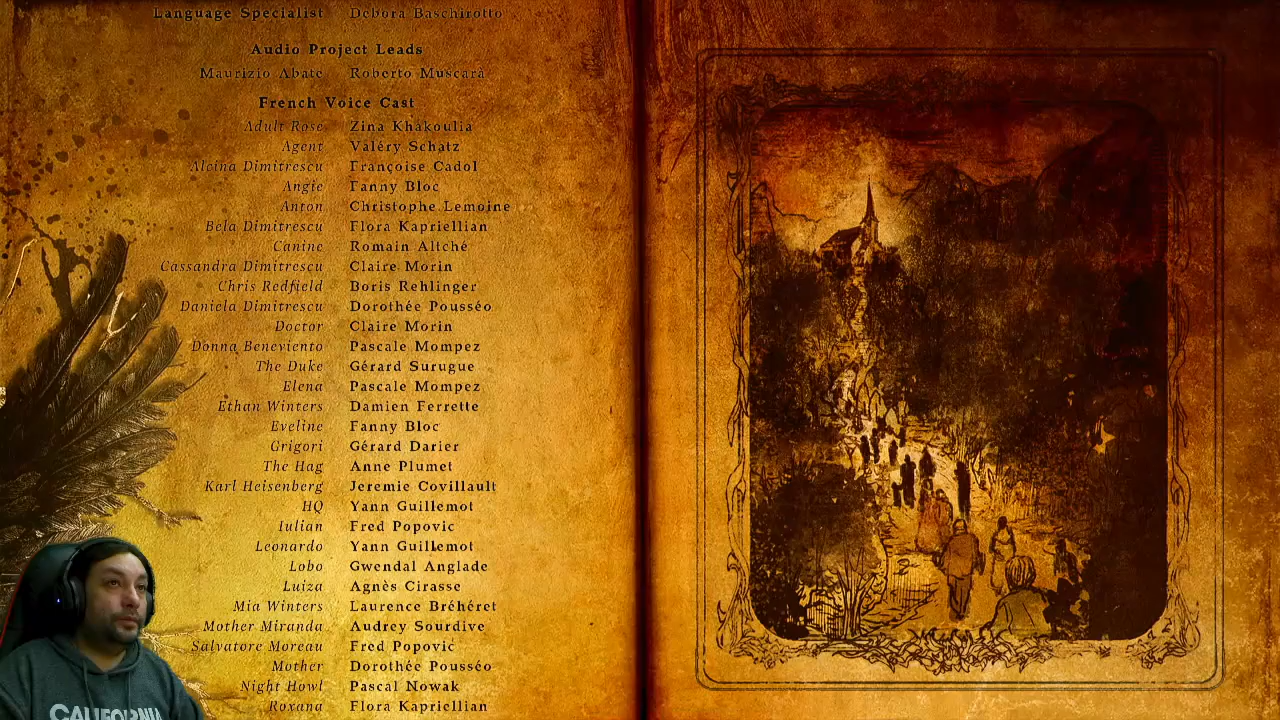 Language Specialist Debora Baschirotto
Audio Project Leads
Maurizio Abate Roberto Muscarà
French Voice Cast
Adult Rose Zina Khakoulia
Agent Valéry Schatz
Alcina Dimitrescu Françoise Cadol
Angie Fanny Bloc
Anton Christophe Lemoine
Bela Dimitrescu Flora Kapriellian
Canine Romain Altché
Cassandra Dimitrescu Claire Morin
Chris Redfield Boris Rehlinger
Daniela Dimitrescu Dorothée Pousséo
Doctor Claire Morin
Donna Beneviento Pascale Mompez
The Duke Gérard Surugue
Elena Pascale Mompez
Ethan Winters Damien Ferrette
Eveline Fanny Bloc
Grigori Gérard Darier
The Hag Anne Plumet
Karl Heisenberg Jeremie Covillault
HQ Yann Guillemot
Iulian Fred Popovic
Leonardo Yann Guillemot
Lobo Gwendal Anglade
Luiza Agnès Cirasse
Mia Winters Laurence Bréhéret
Mother Miranda Audrey Sourdive
Salvatore Moreau Fred Popovic
Mother Dorothée Pousséo
Night Howl Pascal Nowak
Roxana Flora Kapriellian
CALIFORNIA